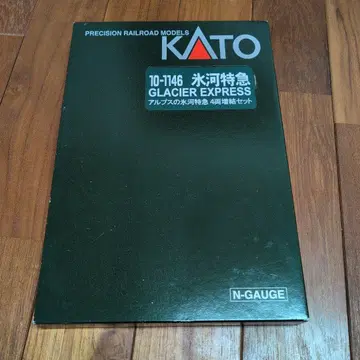 PRECISION RAILROAD MODELS
KATO
10-1146 氷河特急
GLACIER EXPRESS
アルプスの氷河特急 4両増結セット
N-GAUGE